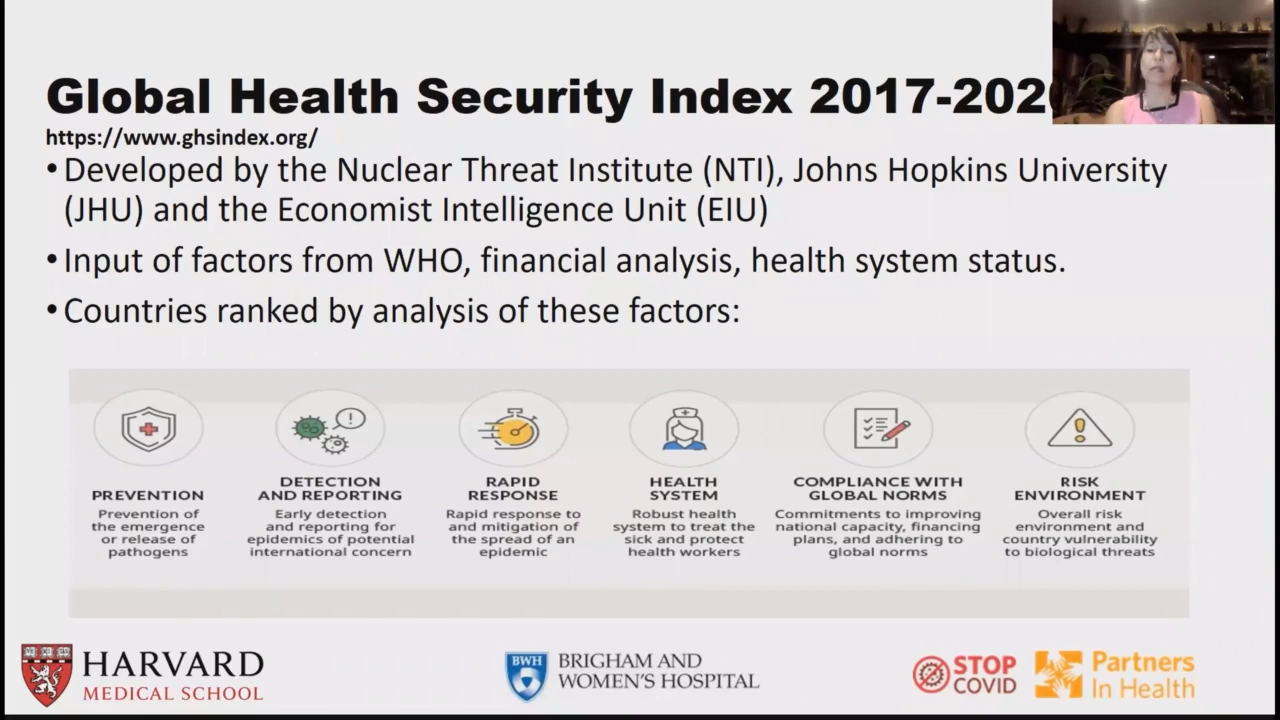 Global Health Security Index 2017-202
https://www.ghsindex.org/
• Developed by the Nuclear Threat Institute (NTI), Johns Hopkins University
(JHU) and the Economist Intelligence Unit (EIU)
• Input of factors from WHO, financial analysis, health system status.
• Countries ranked by analysis of these factors:
PREVENTION
Prevention of
the emergence
or release of
pathogens
DETECTION
AND REPORTING
Early detection
and reporting for
epidemics of potential
international concern
RAPID
RESPONSE
Rapid response to
and mitigation of
the spread of an
epidemic
HEALTH
SYSTEM
Robust health
system to treat the
sick and protect
health workers
COMPLIANCE WITH
GLOBAL NORMS
Commitments to improving
national capacity, financing
plans, and adhering to
global norms
RISK
ENVIRONMENT
Overall risk
environment and
country vulnerability
to biological threats
HARVARD
MEDICAL SCHOOL
BWH
BRIGHAM AND
WOMEN'S HOSPITAL
STOP
COVID
Partners
In Health